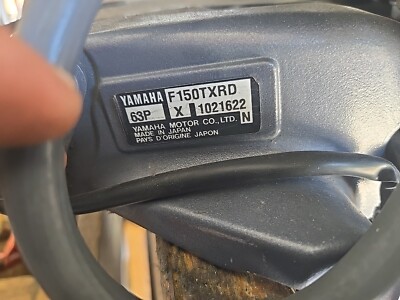 YAMAHA F150TXRD
63P X 1021622
YAMAHA MOTOR CO., LTD. N
MADE IN JAPAN
PAYS D'ORIGINE JAPON